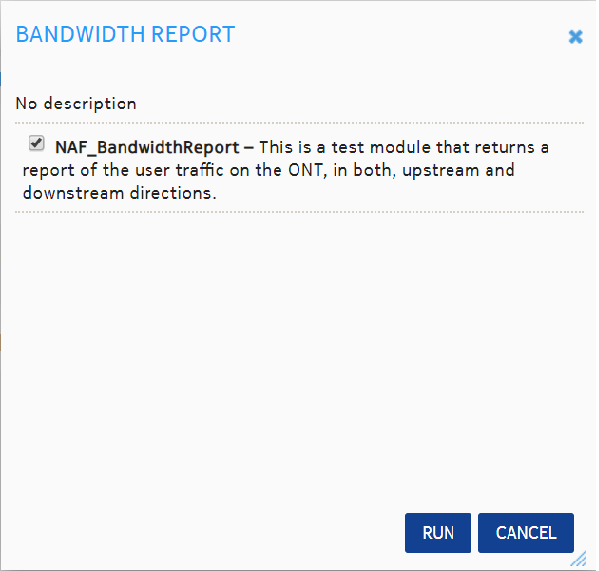 BANDWIDTH REPORT
No description
NAF_BandwidthReport – This is a test module that returns a
report of the user traffic on the ONT, in both, upstream and
downstream directions.
RUN CANCEL